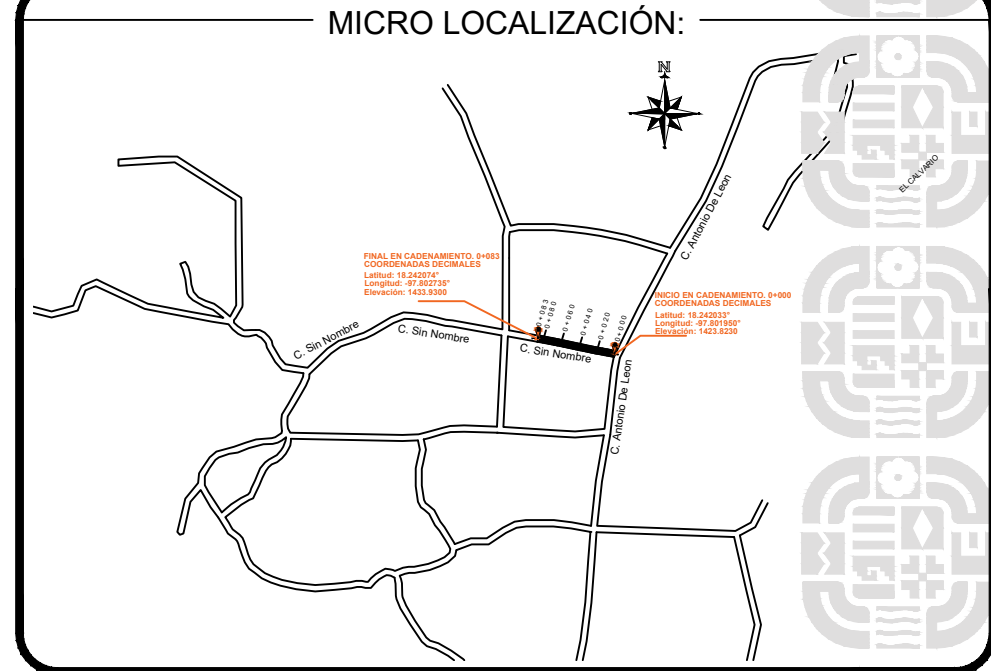 MICRO LOCALIZACIÓN:
N
EL CALVARIO
C. Antonio De Leon
FINAL EN CADENAMIENTO. 0+083
COORDENADAS DECIMALES
Latitud: 18.242074°
Longitud: -97.802735°
Elevación: 1433.9300
INICIO EN CADENAMIENTO. 0+000
COORDENADAS DECIMALES
Latitud: 18.242033°
Longitud: -97.801950°
Elevación: 1423.8230
0+083
0+080
0+060
0+040
0+020
0+000
C. Sin Nombre
C. Sin Nombre
C. Sin Nombre
C. Antonio De Leon